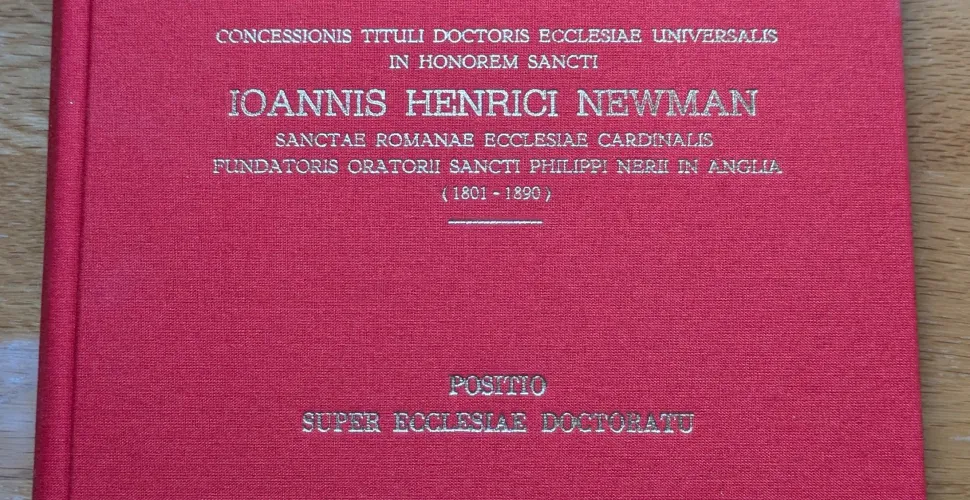 CONCESSIONIS TITULI DOCTORIS ECCLESIAE UNIVERSALIS
IN HONOREM SANCTI
IOANNIS HENRICI NEWMAN
SANCTAE ROMANAE ECCLESIAE CARDINALIS
FUNDATORIS ORATORII SANCTI PHILIPPI NERII IN ANGLIA
(1801 - 1890)
POSITIO
SUPER ECCLESIAE DOCTORATU